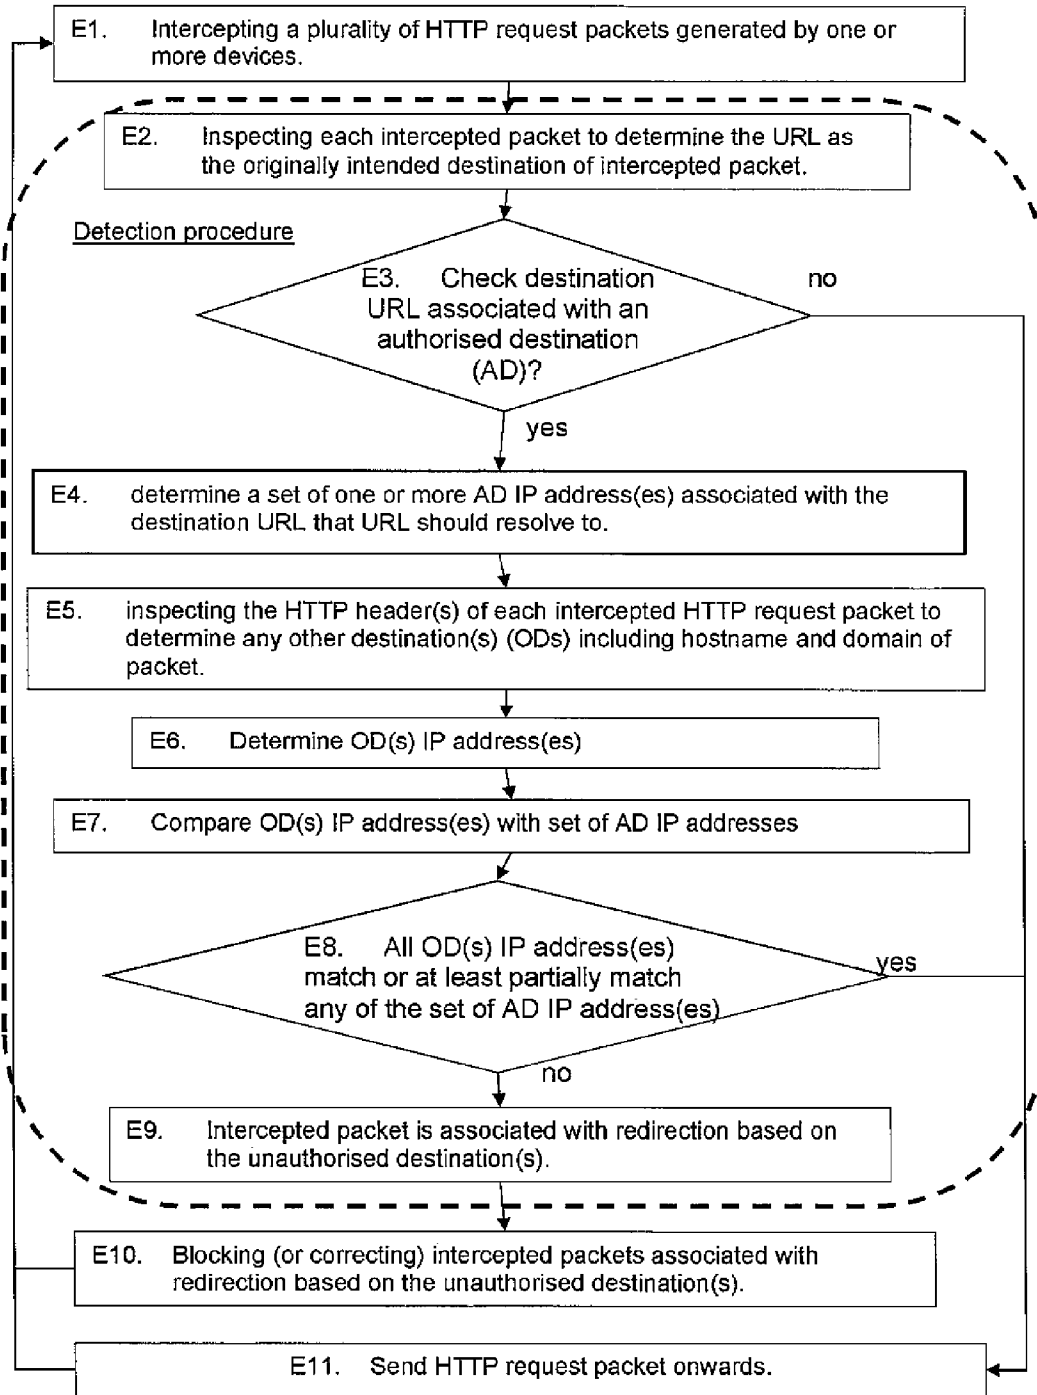 E1. Intercepting a plurality of HTTP request packets generated by one or
more devices.
E2. Inspecting each intercepted packet to determine the URL as
the originally intended destination of intercepted packet.
Detection procedure
E3. Check destination
URL associated with an
authorised destination
(AD)?
no
yes
E4. determine a set of one or more AD IP address(es) associated with the
destination URL that URL should resolve to.
E5. inspecting the HTTP header(s) of each intercepted HTTP request packet to
determine any other destination(s) (ODs) including hostname and domain of
packet.
E6. Determine OD(s) IP address(es)
E7. Compare OD(s) IP address(es) with set of AD IP addresses
E8. All OD(s) IP address(es)
match or at least partially match
any of the set of AD IP address(es)
yes
no
E9. Intercepted packet is associated with redirection based on
the unauthorised destination(s).
E10. Blocking (or correcting) intercepted packets associated with
redirection based on the unauthorised destination(s).
E11. Send HTTP request packet onwards.